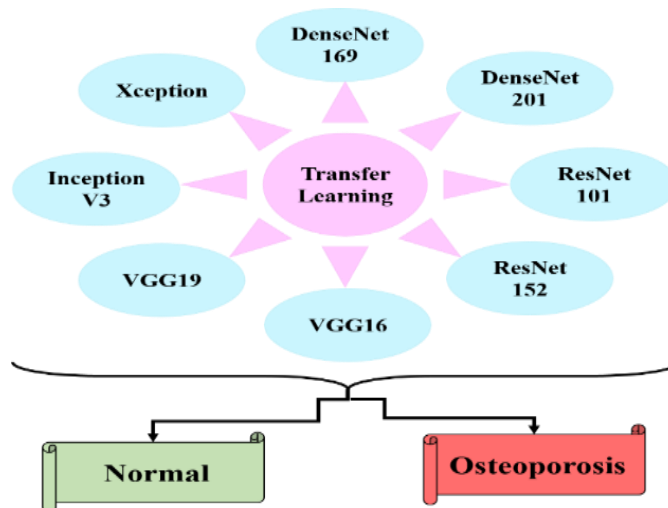 DenseNet
169
Xception
DenseNet
201
Transfer
Learning
Inception
V3
ResNet
101
VGG19
ResNet
152
VGG16
Normal
Osteoporosis